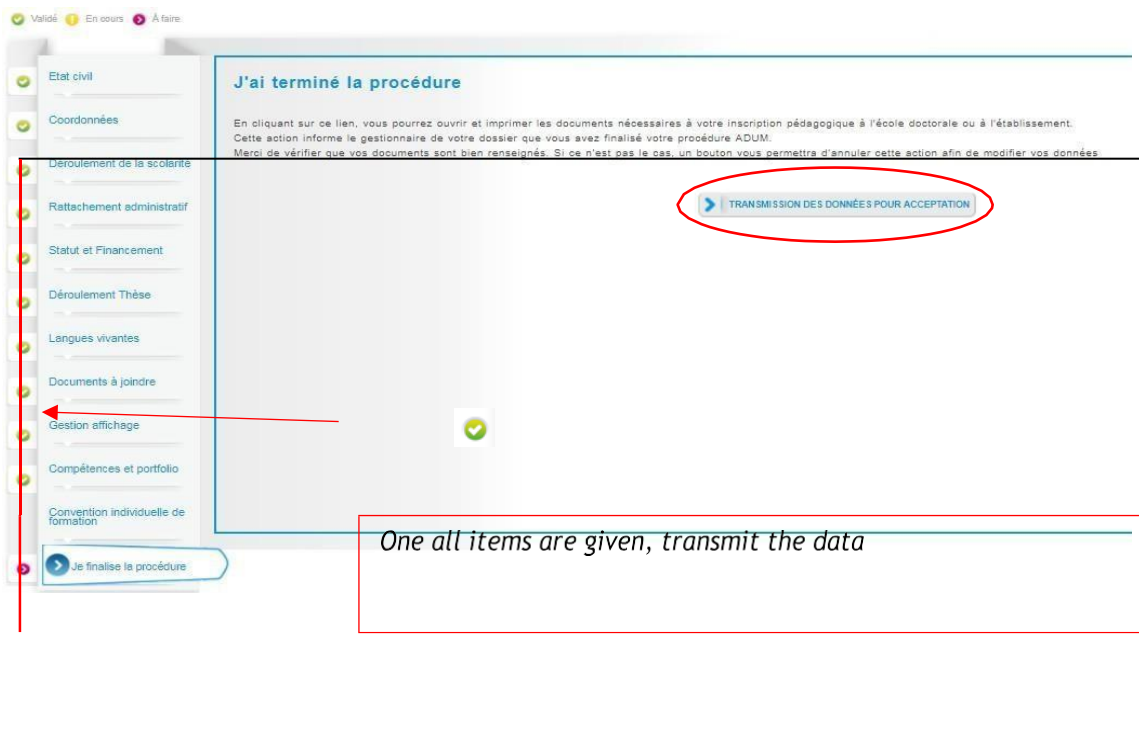 Validé En cours À faire
Etat civil
Coordonnées
Déroulement de la scolarité
Rattachement administratif
Statut et Financement
Déroulement Thèse
Langues vivantes
Documents à joindre
Gestion affichage
Compétences et portfolio
Convention individuelle de
formation
Je finalise la procédure
J'ai terminé la procédure
En cliquant sur ce lien, vous pourrez ouvrir et imprimer les documents nécessaires à votre inscription pédagogique à l'école doctorale ou à l'établissement.
Cette action informe le gestionnaire de votre dossier que vous avez finalisé votre procédure ADUM.
Merci de vérifier que vos documents sont bien renseignés. Si ce n'est pas le cas, un bouton vous permettra d'annuler cette action afin de modifier vos données
TRANSMISSION DES DONNÉES POUR ACCEPTATION
One all items are given, transmit the data